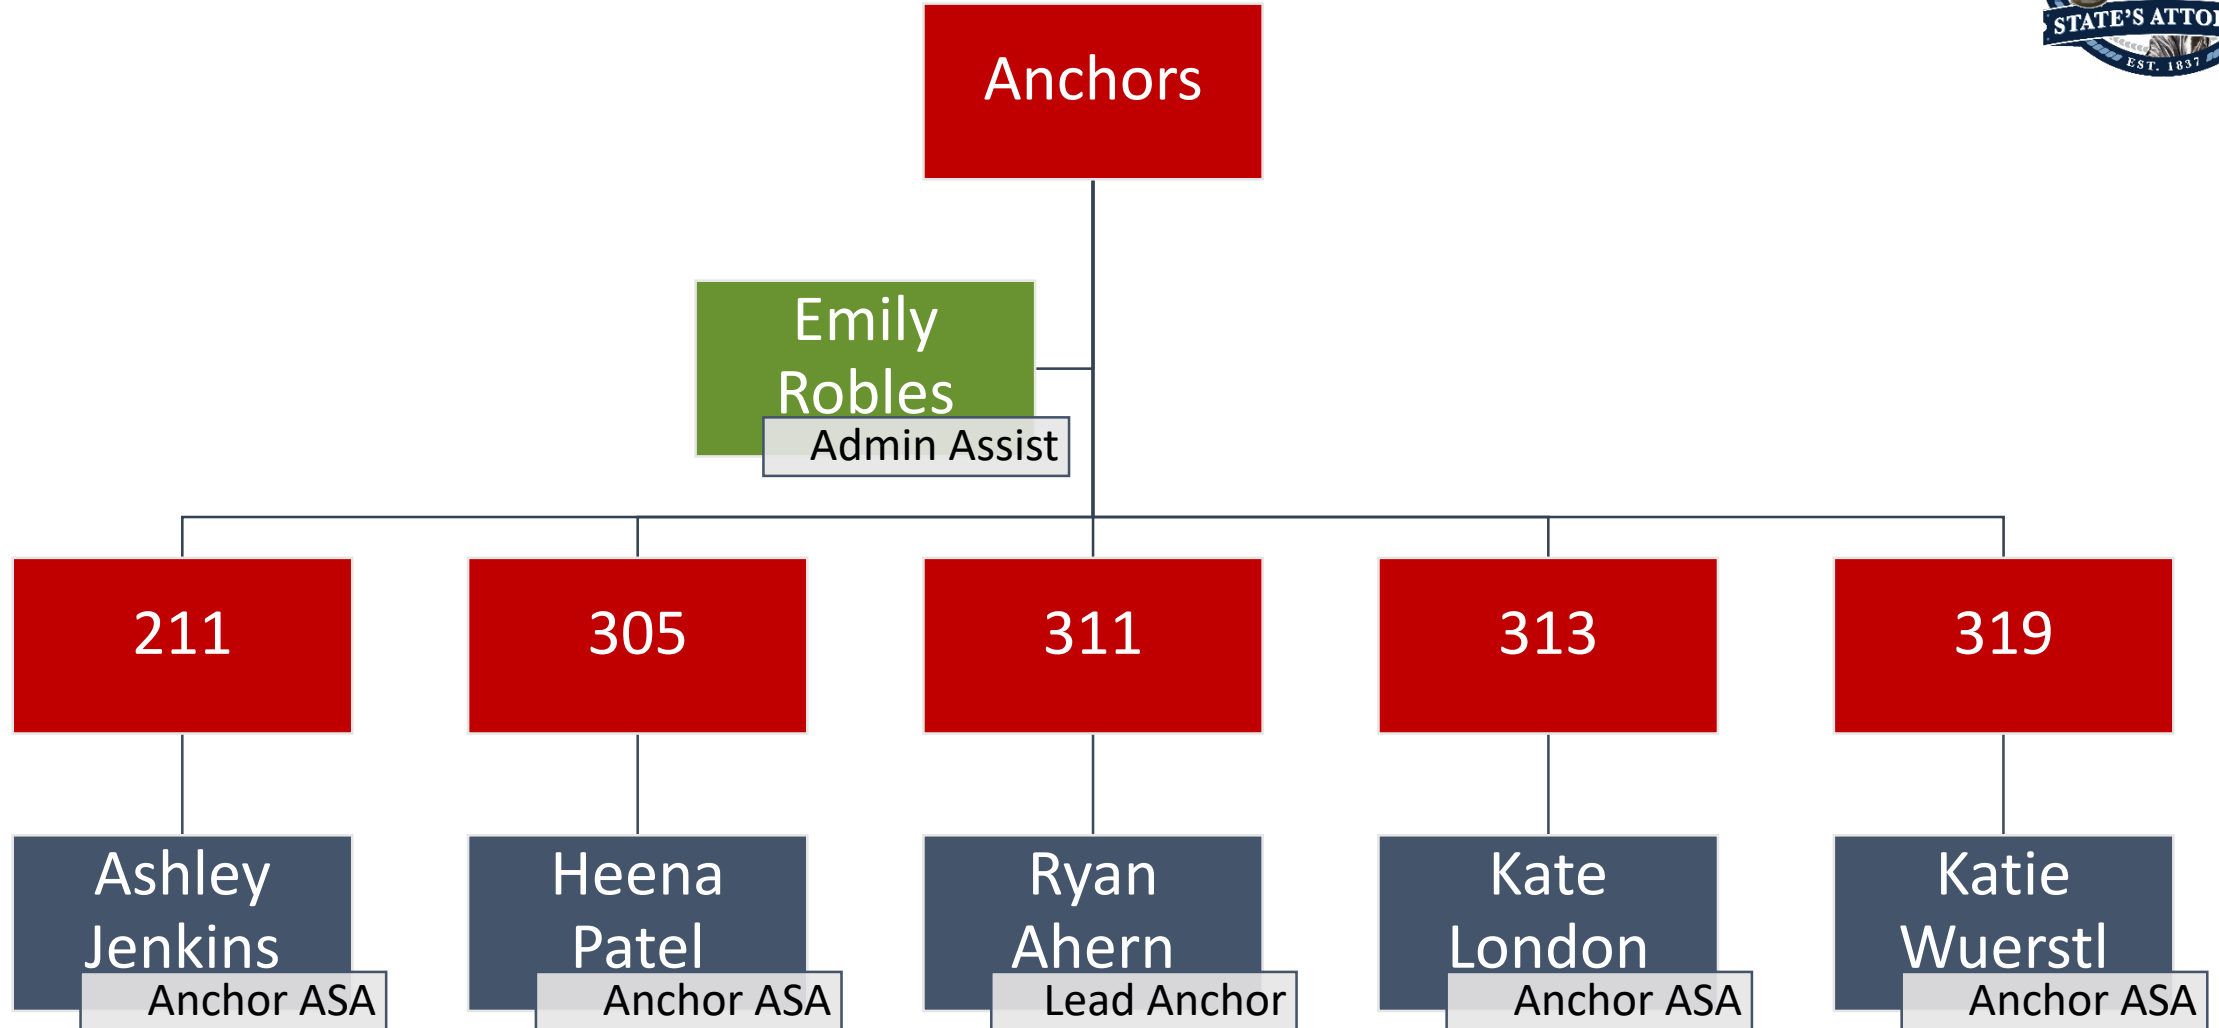 STATE'S
EST. 1837
Anchors
Emily
Robles
Admin Assist
211
305
311
313
319
Ashley
Jenkins
Anchor ASA
Heena
Patel
Anchor ASA
Ryan
Ahern
Lead Anchor
Kate
London
Anchor ASA
Katie
Wuerstl
Anchor ASA